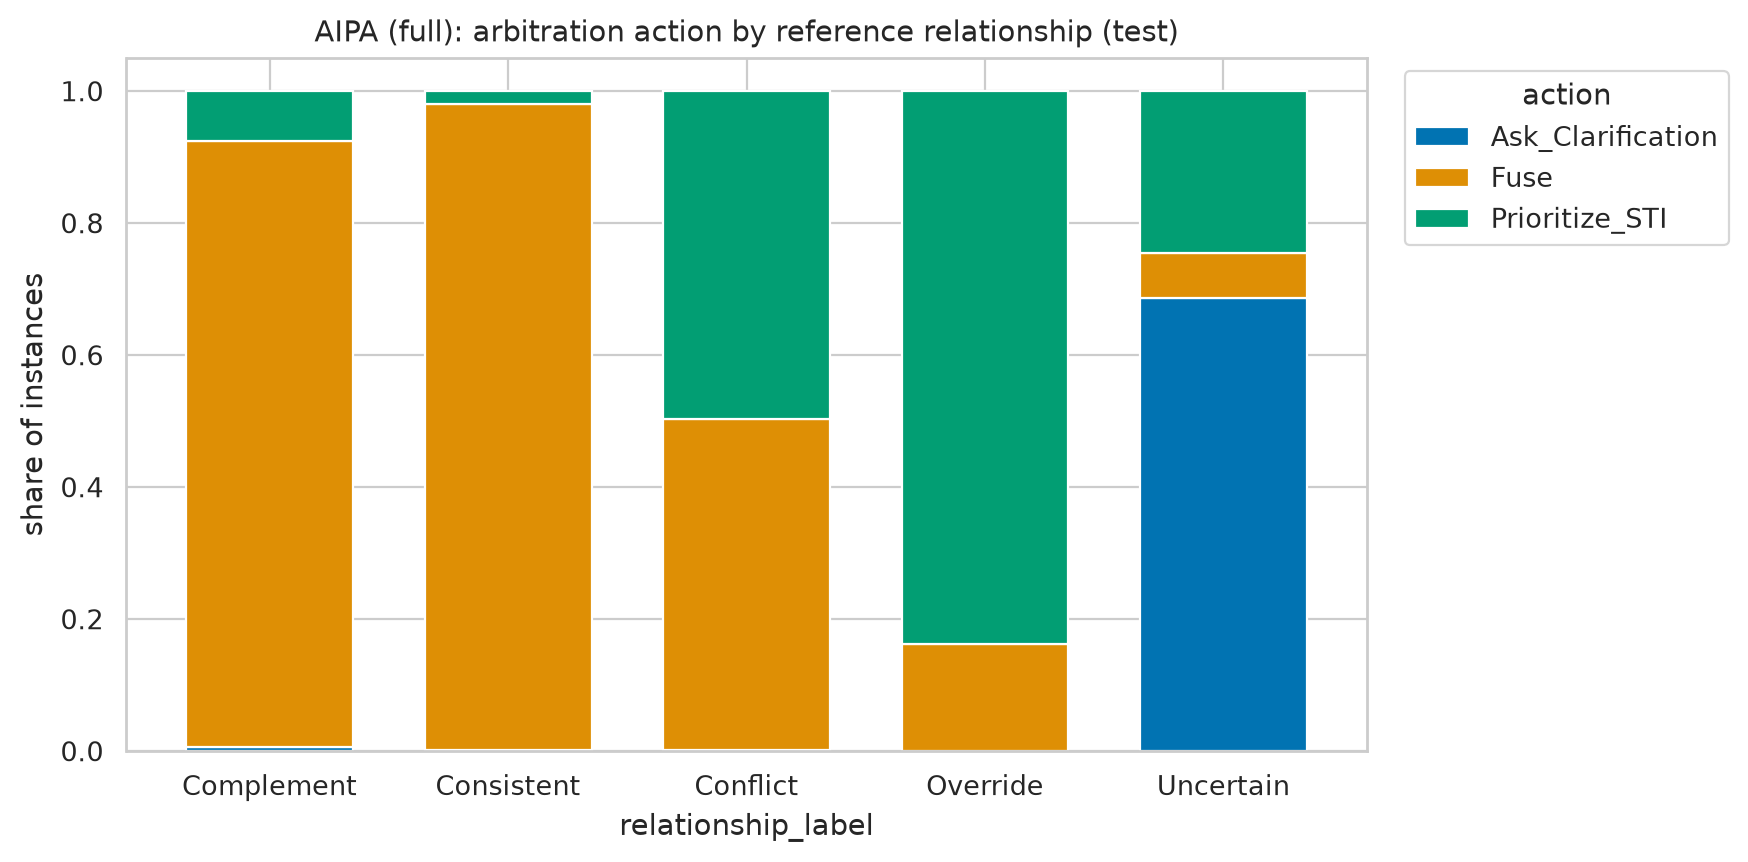 AIPA (full): arbitration action by reference relationship (test)
action
Ask_Clarification
Fuse
Prioritize_STI
share of instances
1.0
0.8
0.6
0.4
0.2
0.0
Complement
Consistent
Conflict
Override
Uncertain
relationship_label